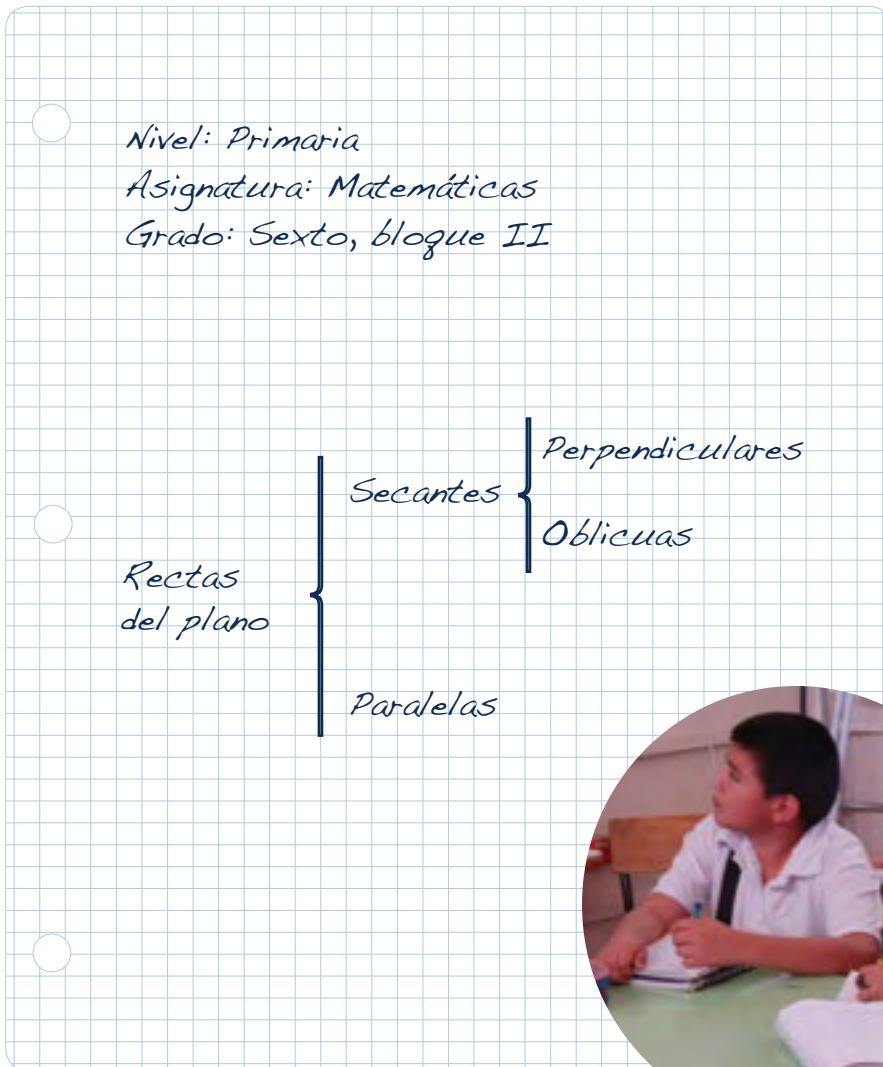 Nivel: Primaria
Asignatura: Matemáticas
Grado: Sexto, bloque II
Perpendiculares
Secantes
Oblicuas
Rectas
del plano
Paralelas